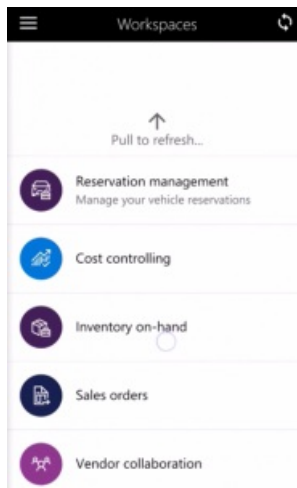 Workspaces
Pull to refresh...
Reservation management
Manage your vehicle reservations
Cost controlling
Inventory on-hand
Sales orders
Vendor collaboration